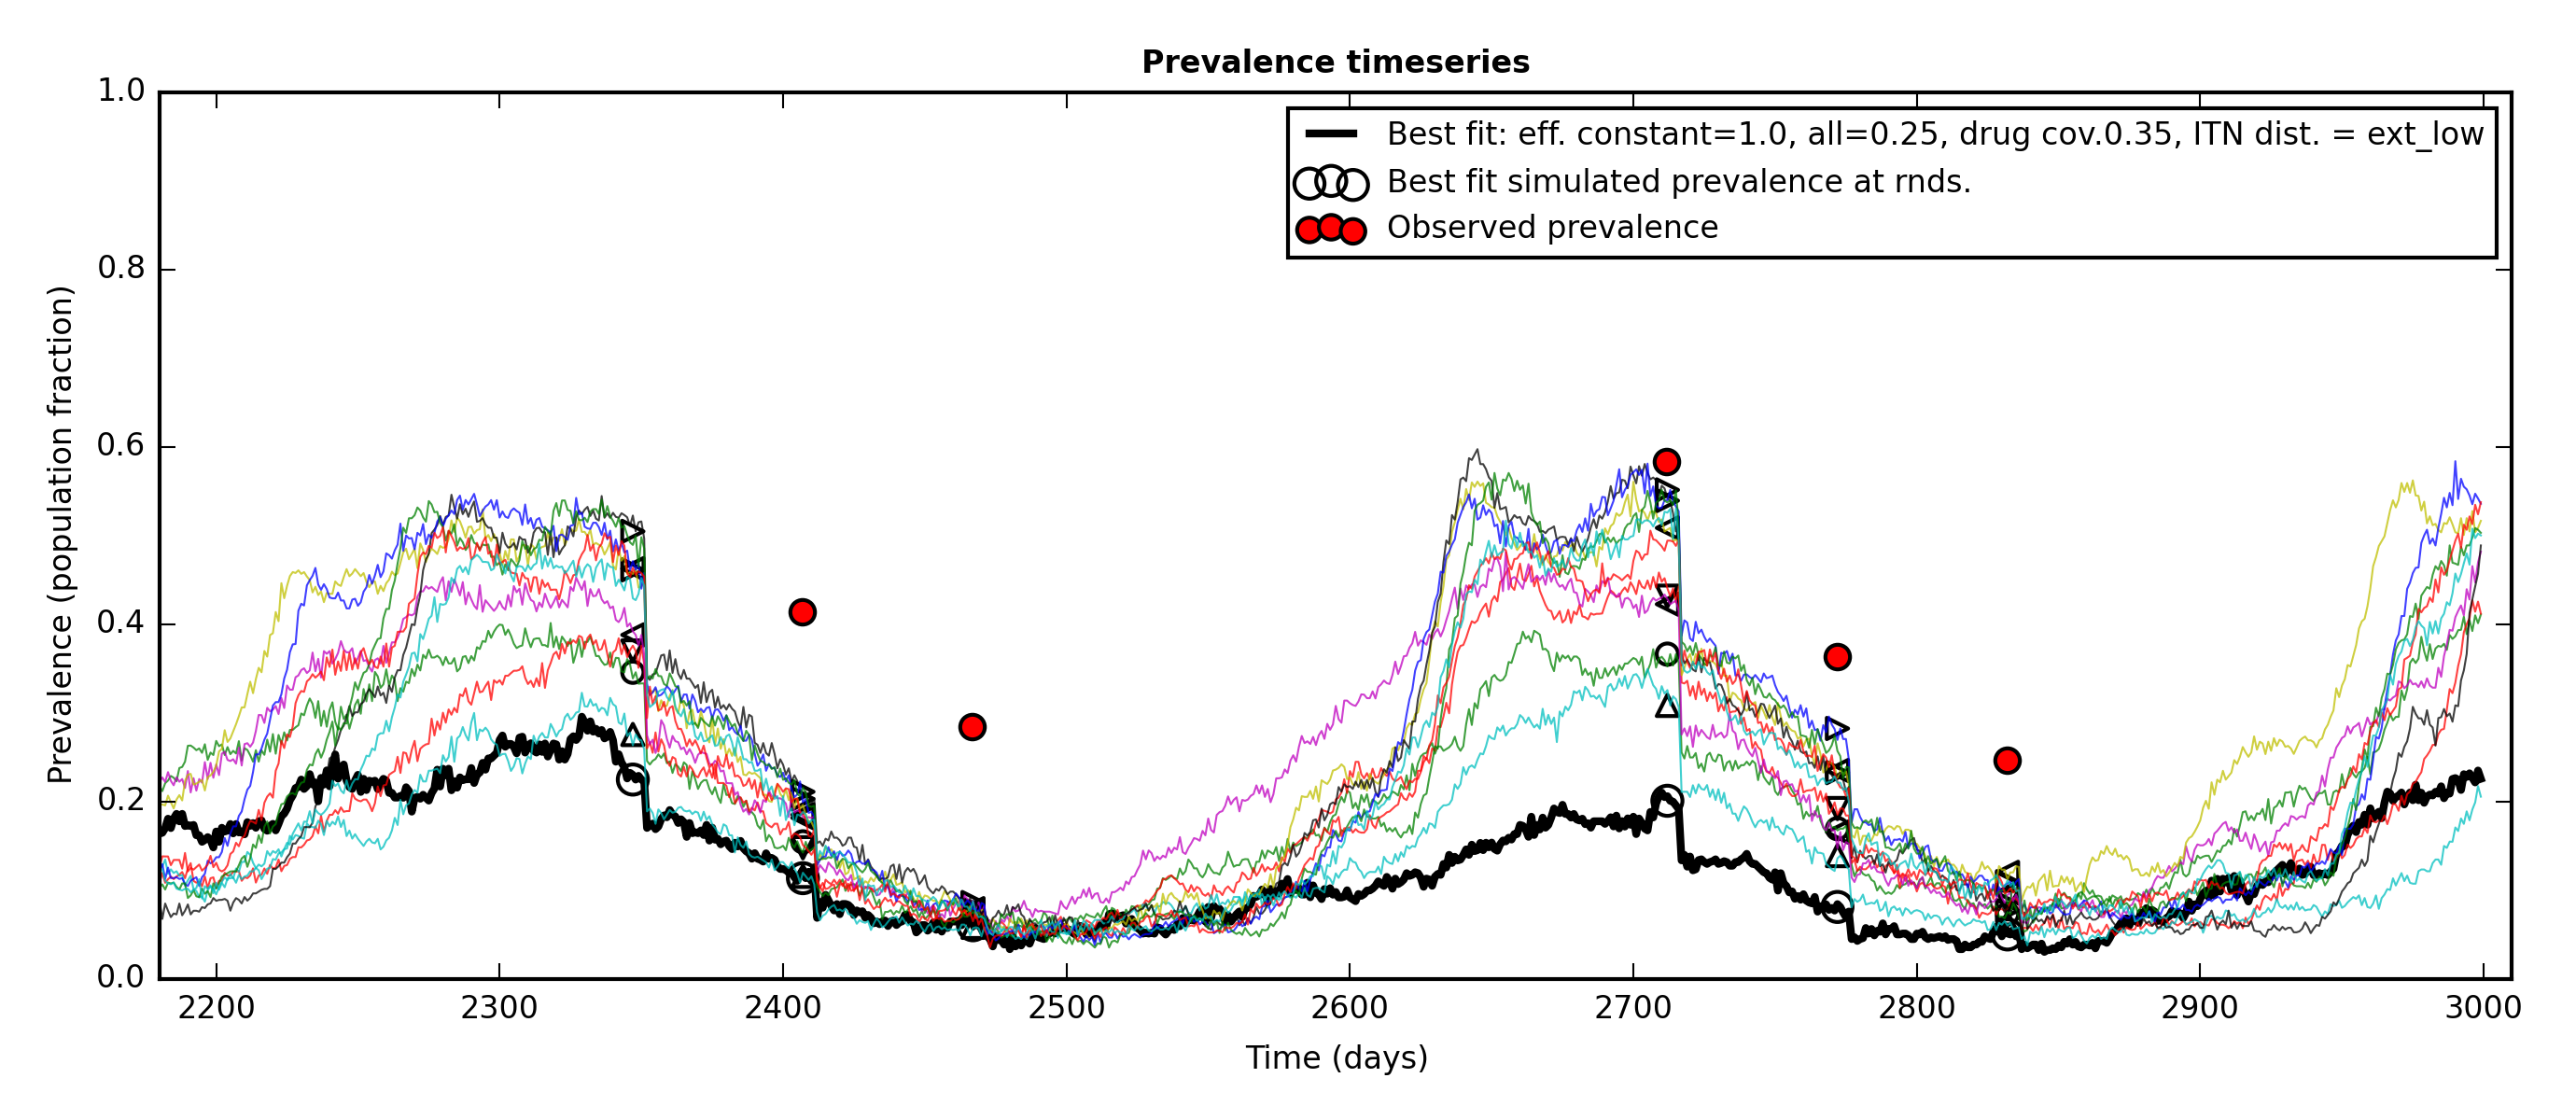 Prevalence timeseries
Best fit: eff. constant=1.0, all=0.25, drug cov.0.35, ITN dist. = ext_low
Best fit simulated prevalence at rnds.
Observed prevalence
Prevalence (population fraction)
1.0
0.8
0.6
0.4
0.2
0.0
2200 2300 2400 2500 2600 2700 2800 2900 3000
Time (days)